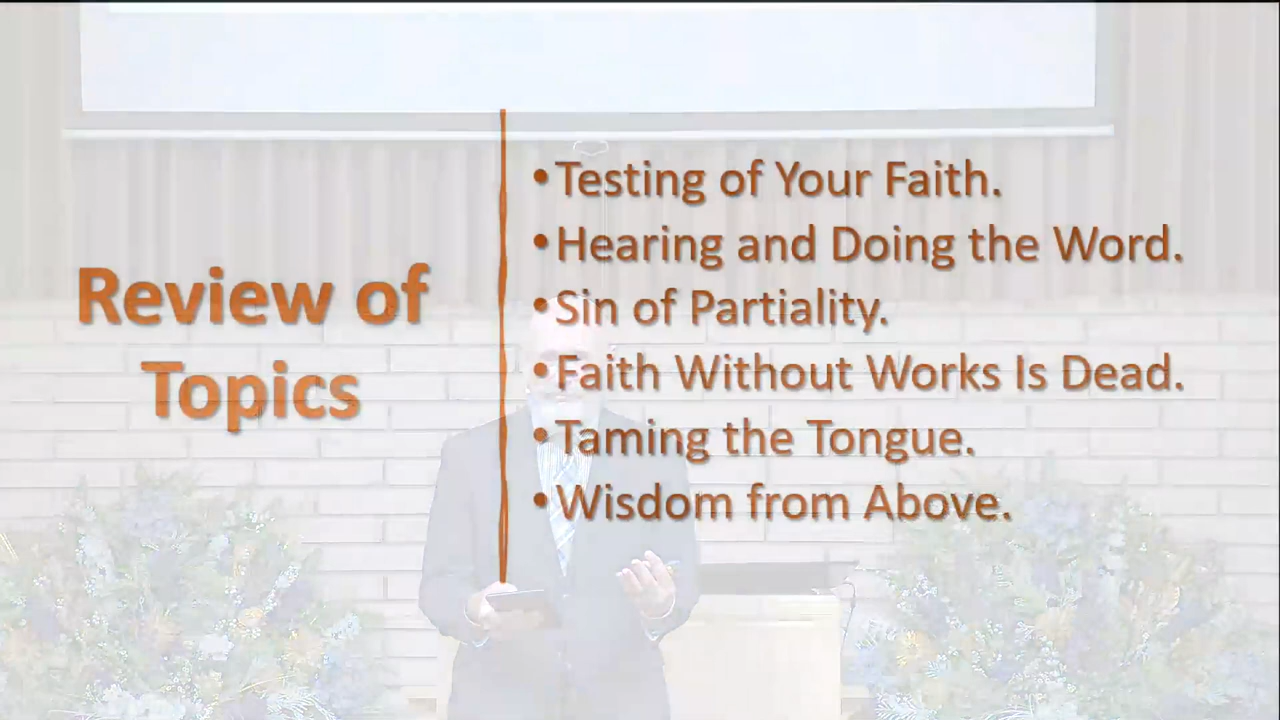 Review of
Topics
•Testing of Your Faith.
•Hearing and Doing the Word.
•Sin of Partiality.
•Faith Without Works Is Dead.
•Taming the Tongue.
•Wisdom from Above.